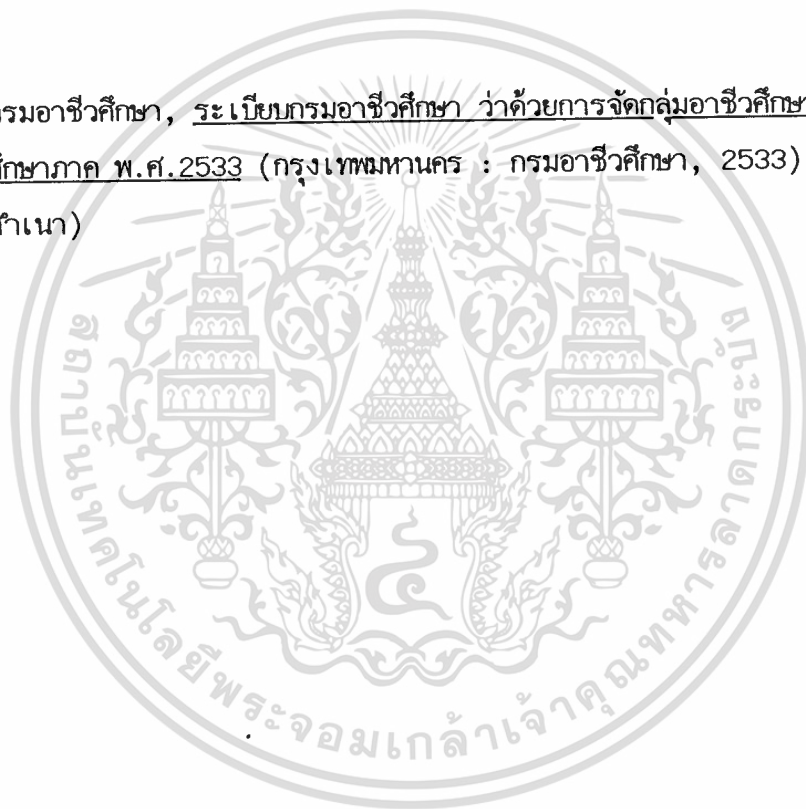 กรมอาชีวศึกษา, ระเบียบกรมอาชีวศึกษา ว่าด้วยการจัดกลุ่มอาชีวศึกษา
ศึกษาภาค พ.ศ.2533 (กรุงเทพมหานคร : กรมอาชีวศึกษา, 2533)
สำเนา)
สถาบันเทคโนโลยีพระจอมเกล้าเจ้าคุณทหารลาดกระบัง